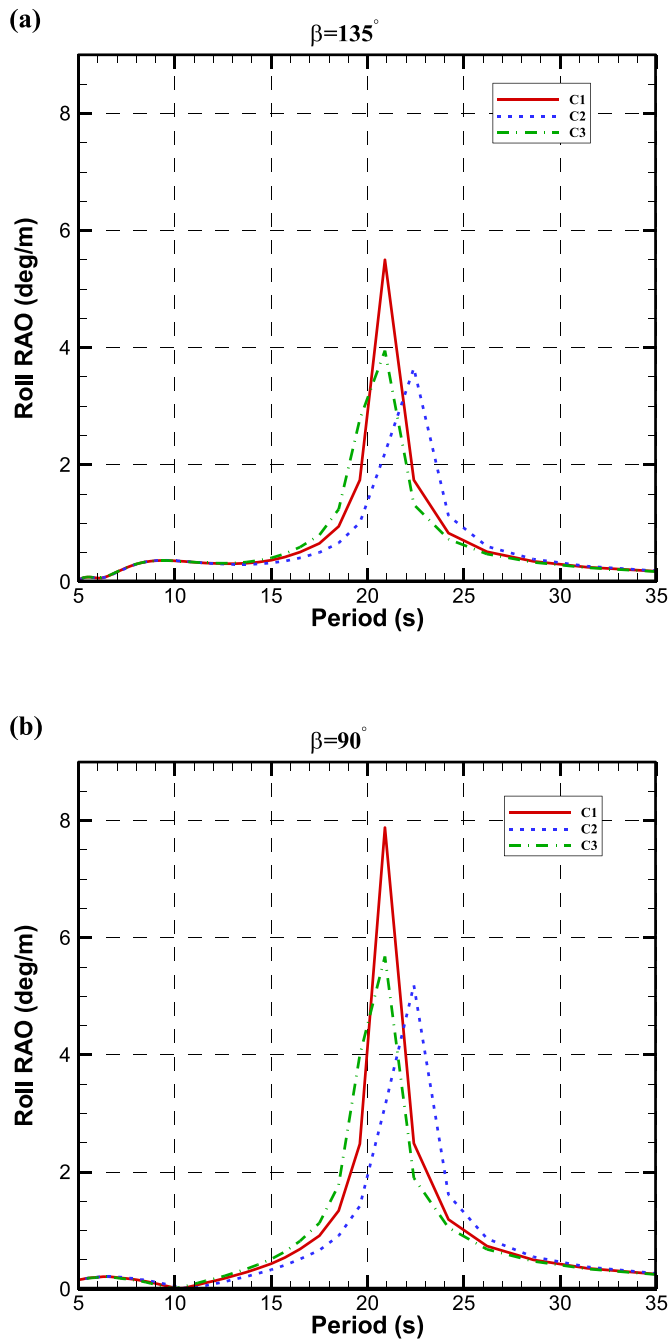 (a)
β=135°
8
6
4
2
0
Roll RAO (deg/m)
C1
C2
C3
5 10 15 20 25 30 35
Period (s)
(b)
β=90°
8
6
4
2
0
Roll RAO (deg/m)
C1
C2
C3
5 10 15 20 25 30 35
Period (s)